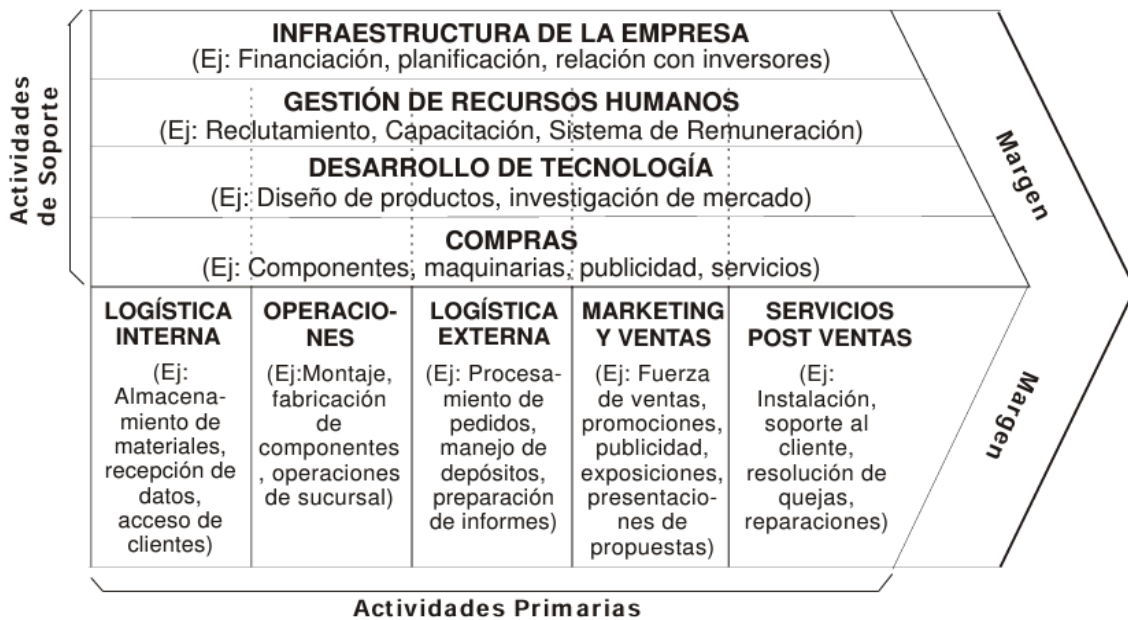 Actividades
de Soporte
INFRAESTRUCTURA DE LA EMPRESA
(Ej: Financiación, planificación, relación con inversores)
GESTIÓN DE RECURSOS HUMANOS
(Ej: Reclutamiento, Capacitación, Sistema de Remuneración)
DESARROLLO DE TECNOLOGÍA
(Ej: Diseño de productos, investigación de mercado)
COMPRAS
(Ej: Componentes, maquinarias, publicidad, servicios)
Margen
LOGÍSTICA
INTERNA
(Ej:
Almacena-
miento de
materiales,
recepción de
datos,
acceso de
clientes)
OPERACIO-
NES
(Ej:Montaje,
fabricación
de
componentes
, operaciones
de sucursal)
LOGÍSTICA
EXTERNA
(Ej: Procesa-
miento de
pedidos,
manejo de
depósitos,
preparación
de informes)
MARKETING
Y VENTAS
(Ej: Fuerza
de ventas,
promociones,
publicidad,
exposiciones,
presentacio-
nes de
propuestas)
SERVICIOS
POST VENTAS
(Ej:
Instalación,
soporte al
cliente,
resolución de
quejas,
reparaciones)
Margen
Actividades Primarias